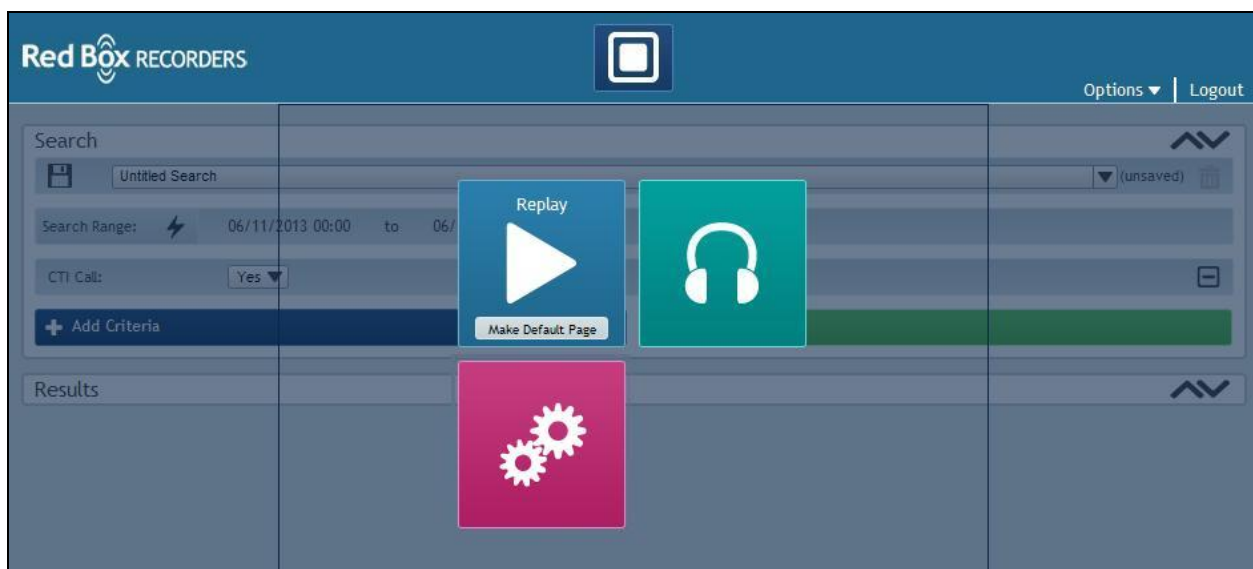 Red Box RECORDERS
Options
Logout
Search
Untitled Search
(unsaved)
Search Range:
06/11/2013 00:00
to
06/
CTI Call:
Yes
Replay
Make Default Page
Add Criteria
Results